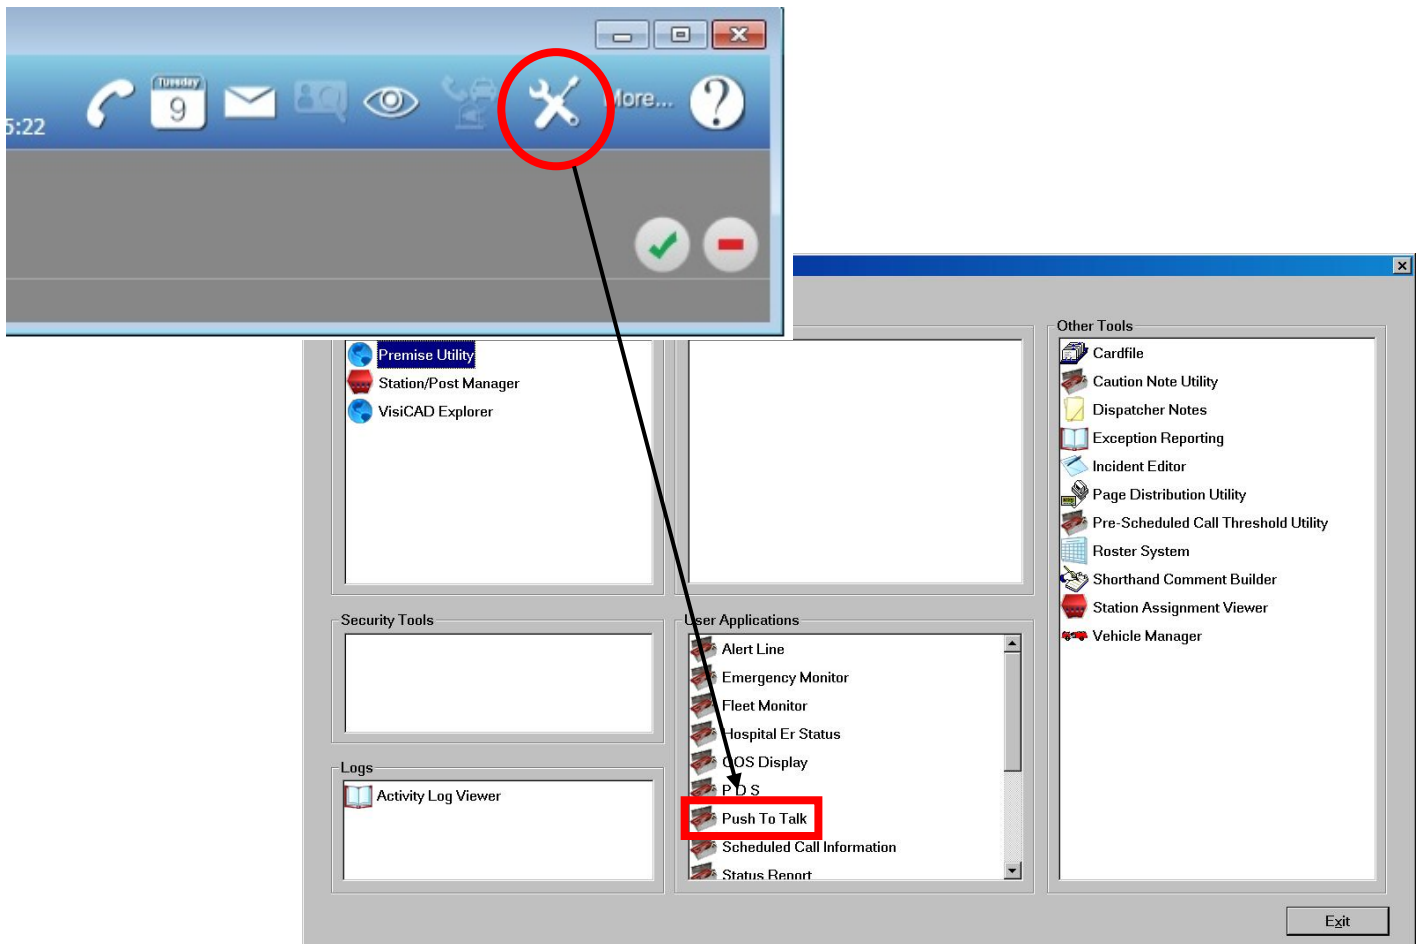 Tuesday
9
5:22
More...
?
Premise Utility
Station/Post Manager
VisiCAD Explorer
Security Tools
Logs
Activity Log Viewer
User Applications
Alert Line
Emergency Monitor
Fleet Monitor
Hospital Er Status
P D S
Push To Talk
Scheduled Call Information
Status Report
Other Tools
Cardfile
Caution Note Utility
Dispatcher Notes
Exception Reporting
Incident Editor
Page Distribution Utility
Pre-Scheduled Call Threshold Utility
Roster System
Shorthand Comment Builder
Station Assignment Viewer
Vehicle Manager
Exit